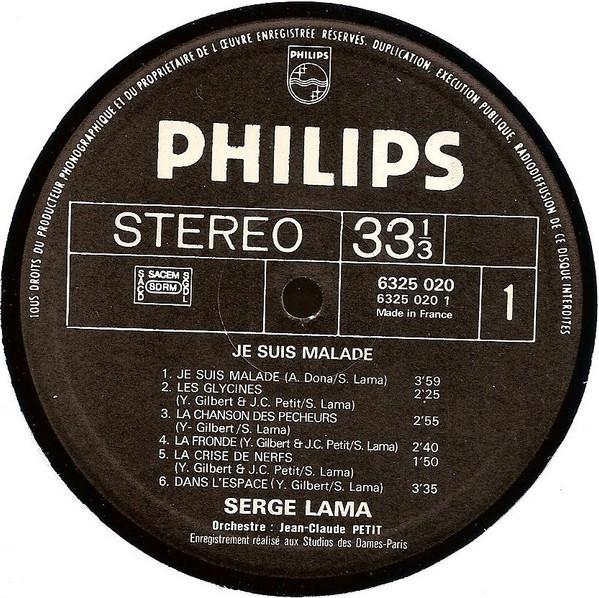 TOUS DROITS DU PRODUCTEUR PHONOGRAPHIQUE ET DU PROPRIÉTAIRE DE L'ŒUVRE ENREGISTRÉE RÉSERVÉS. DUPLICATION, EXECUTION PUBLIQUE, RADIODIFFUSION DE CE DISQUE INTERDITES
PHILIPS
PHILIPS
STEREO 33 1/3
SACD SACEM SDRM SGDL
6325 020
6325 020 1
Made in France
1
JE SUIS MALADE
1. JE SUIS MALADE (A. Dona/S. Lama) 3'59
2. LES GLYCINES 2'25
(Y. Gilbert & J.C. Petit/S. Lama)
3. LA CHANSON DES PECHEURS 2'55
(Y- Gilbert/S. Lama)
4. LA FRONDE (Y. Gilbert & J.C. Petit/S. Lama) 2'40
5. LA CRISE DE NERFS 1'50
(Y. Gilbert & J.C. Petit/S. Lama)
6. DANS L'ESPACE (Y. Gilbert/S. Lama) 3'35
SERGE LAMA
Orchestre : Jean-Claude PETIT
Enregistrement réalisé aux Studios des Dames-Paris